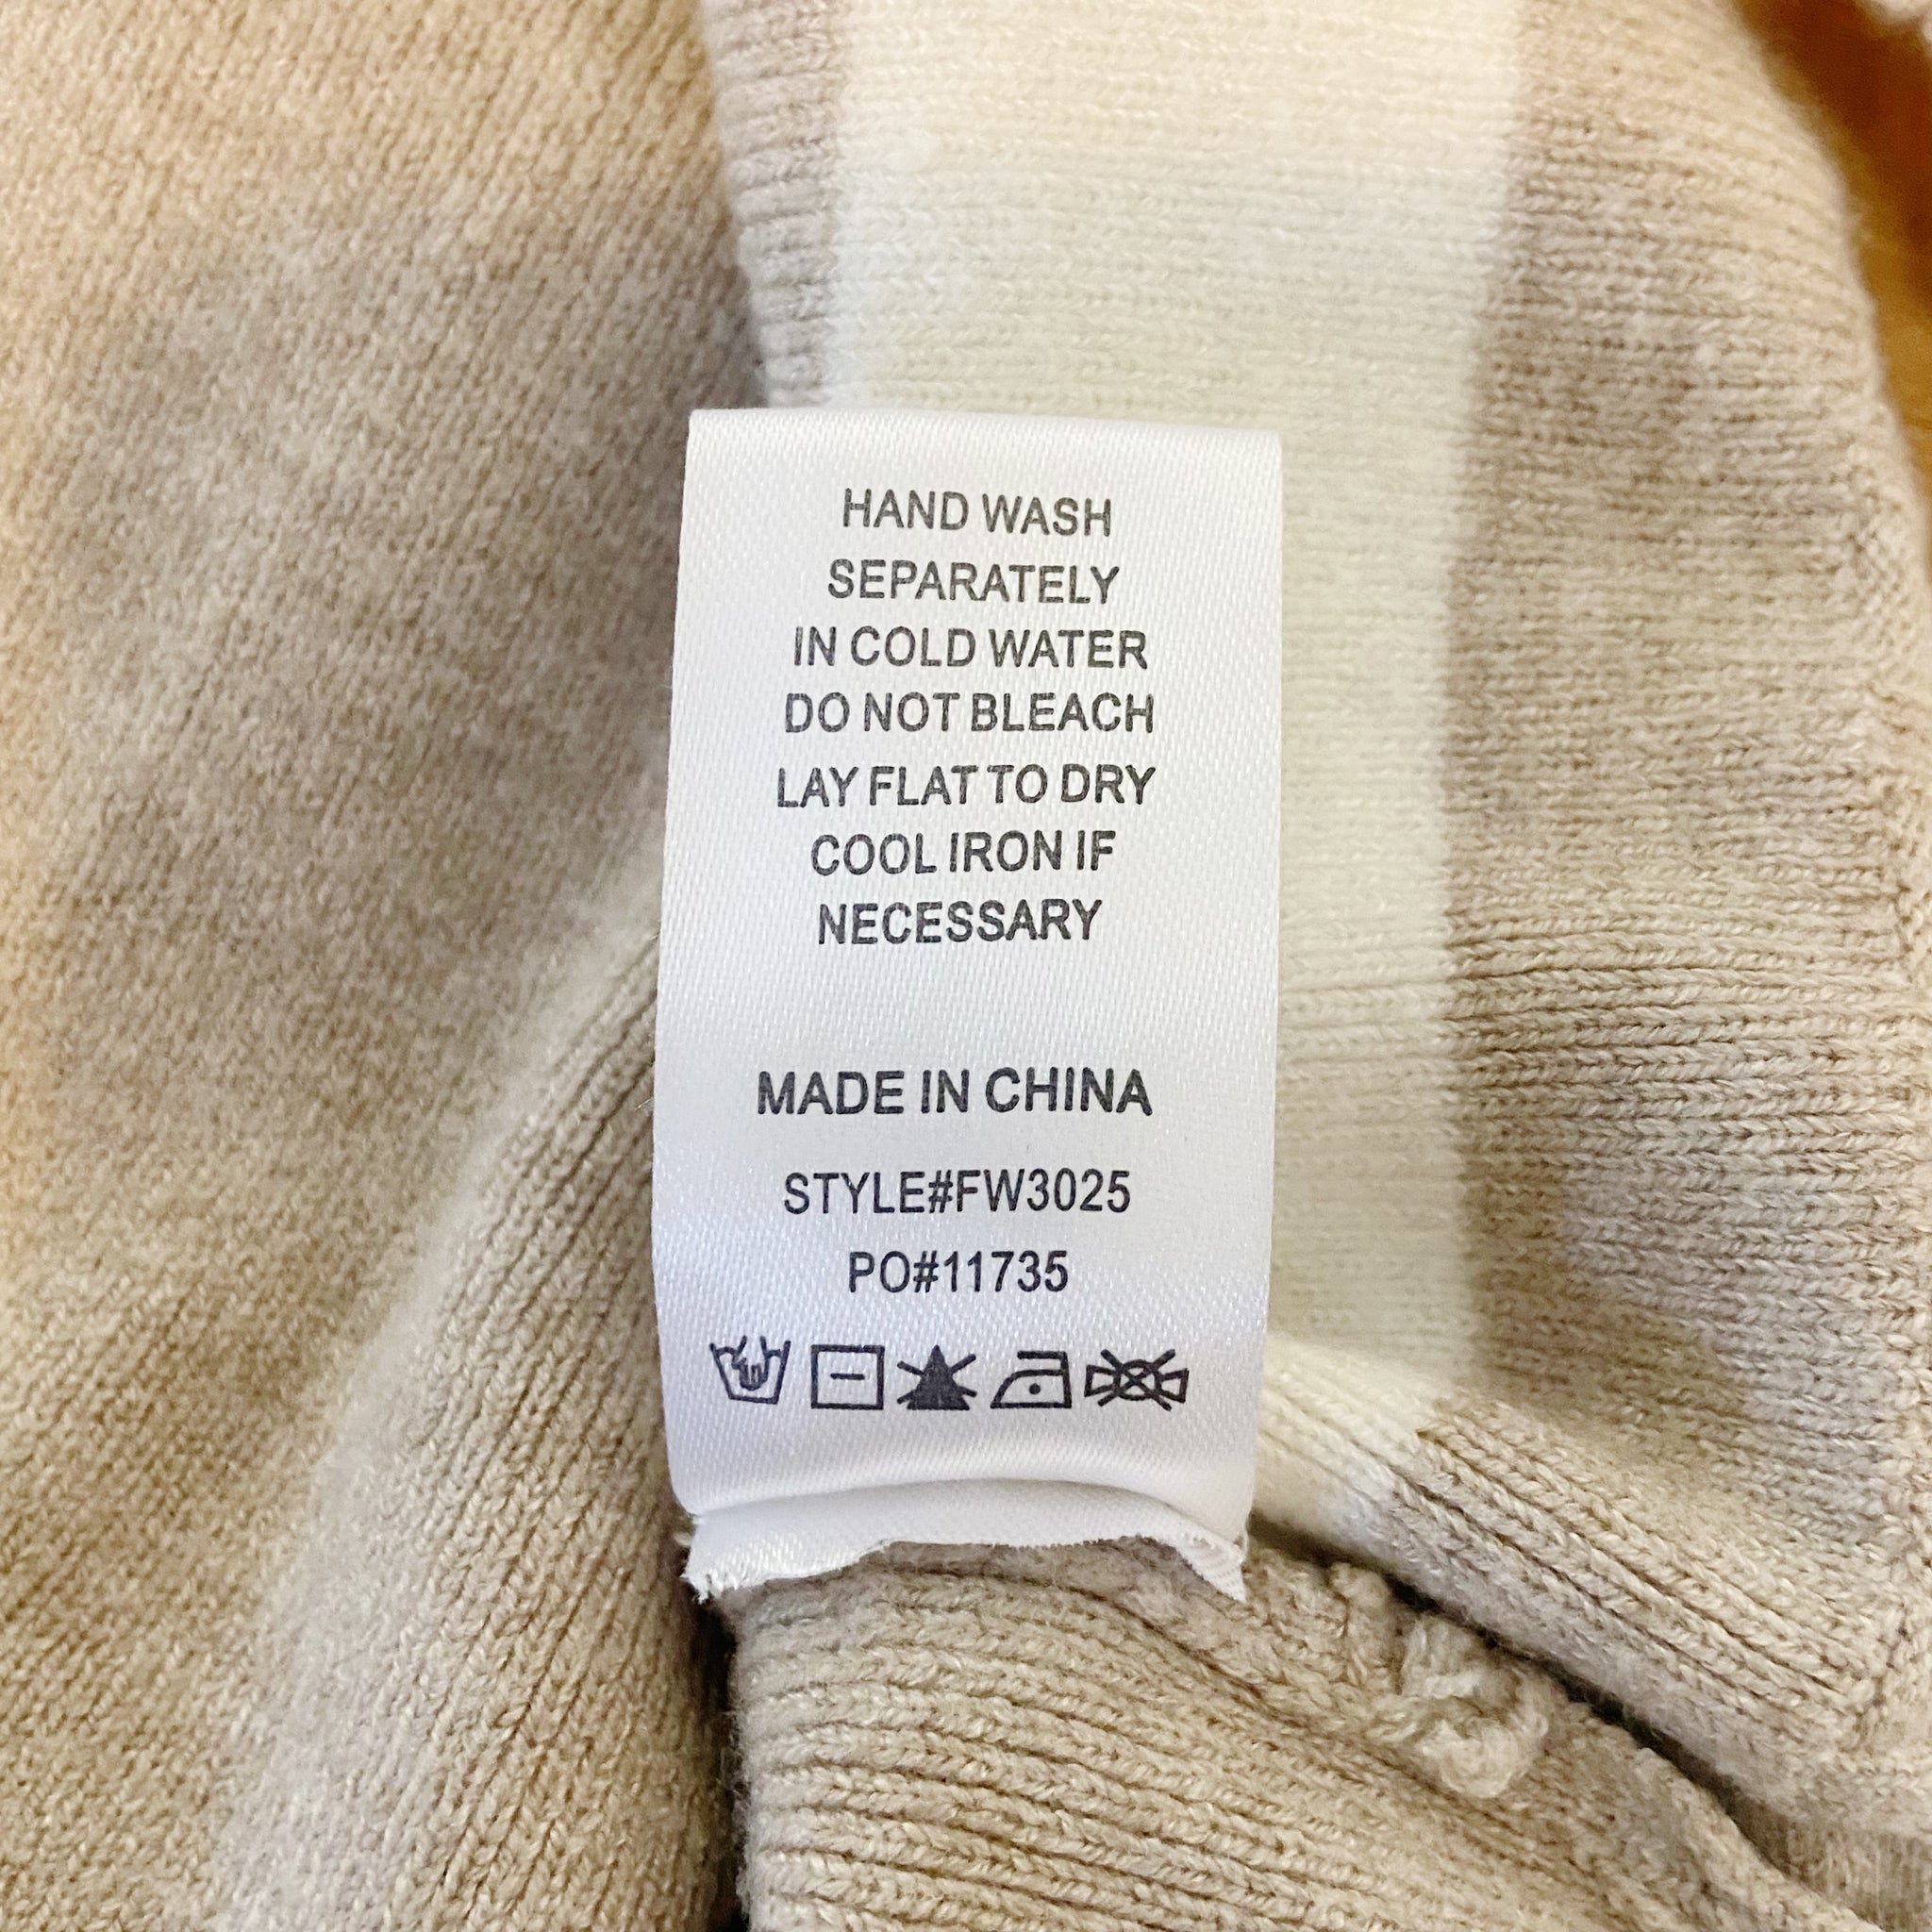 HAND WASH
SEPARATELY
IN COLD WATER
DO NOT BLEACH
LAY FLAT TO DRY
COOL IRON IF
NECESSARY
MADE IN CHINA
STYLE#FW3025
PO#11735